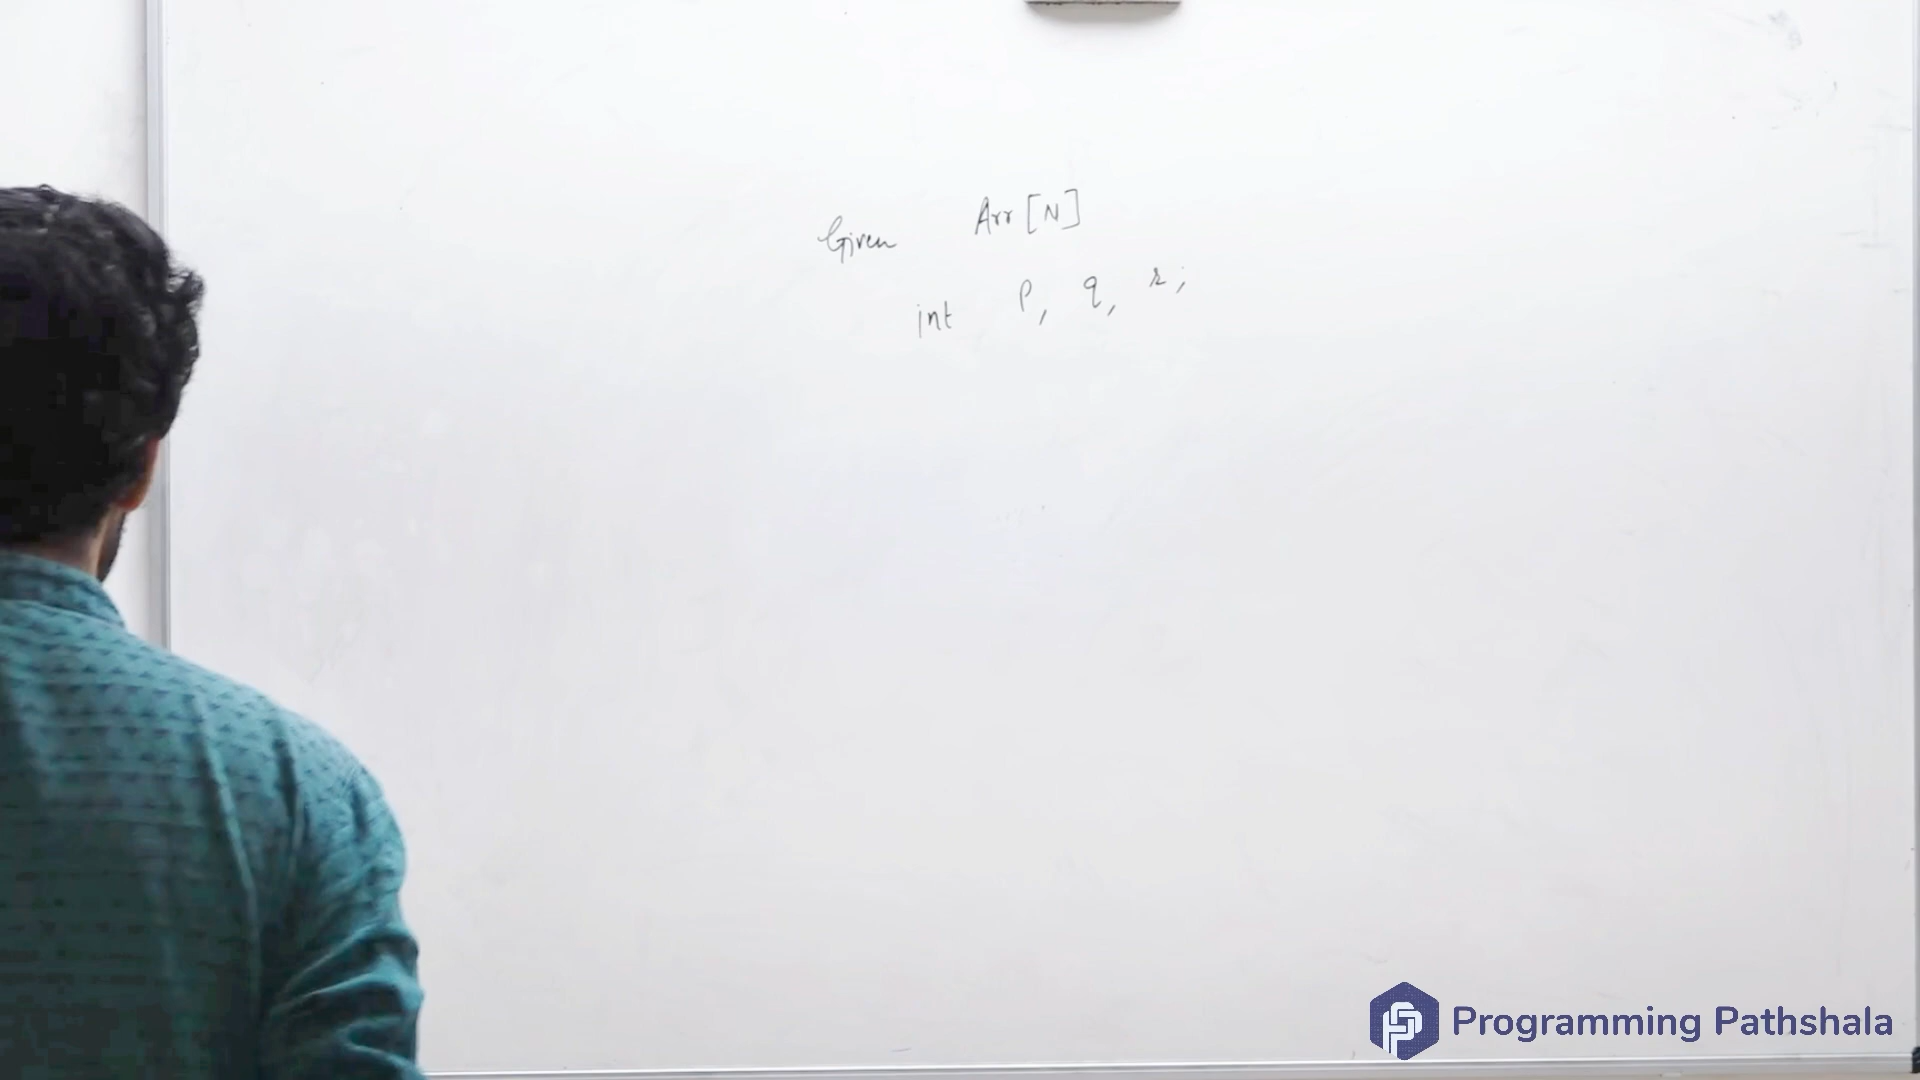 Given Arr[N]
int p, q, r;
Programming Pathshala